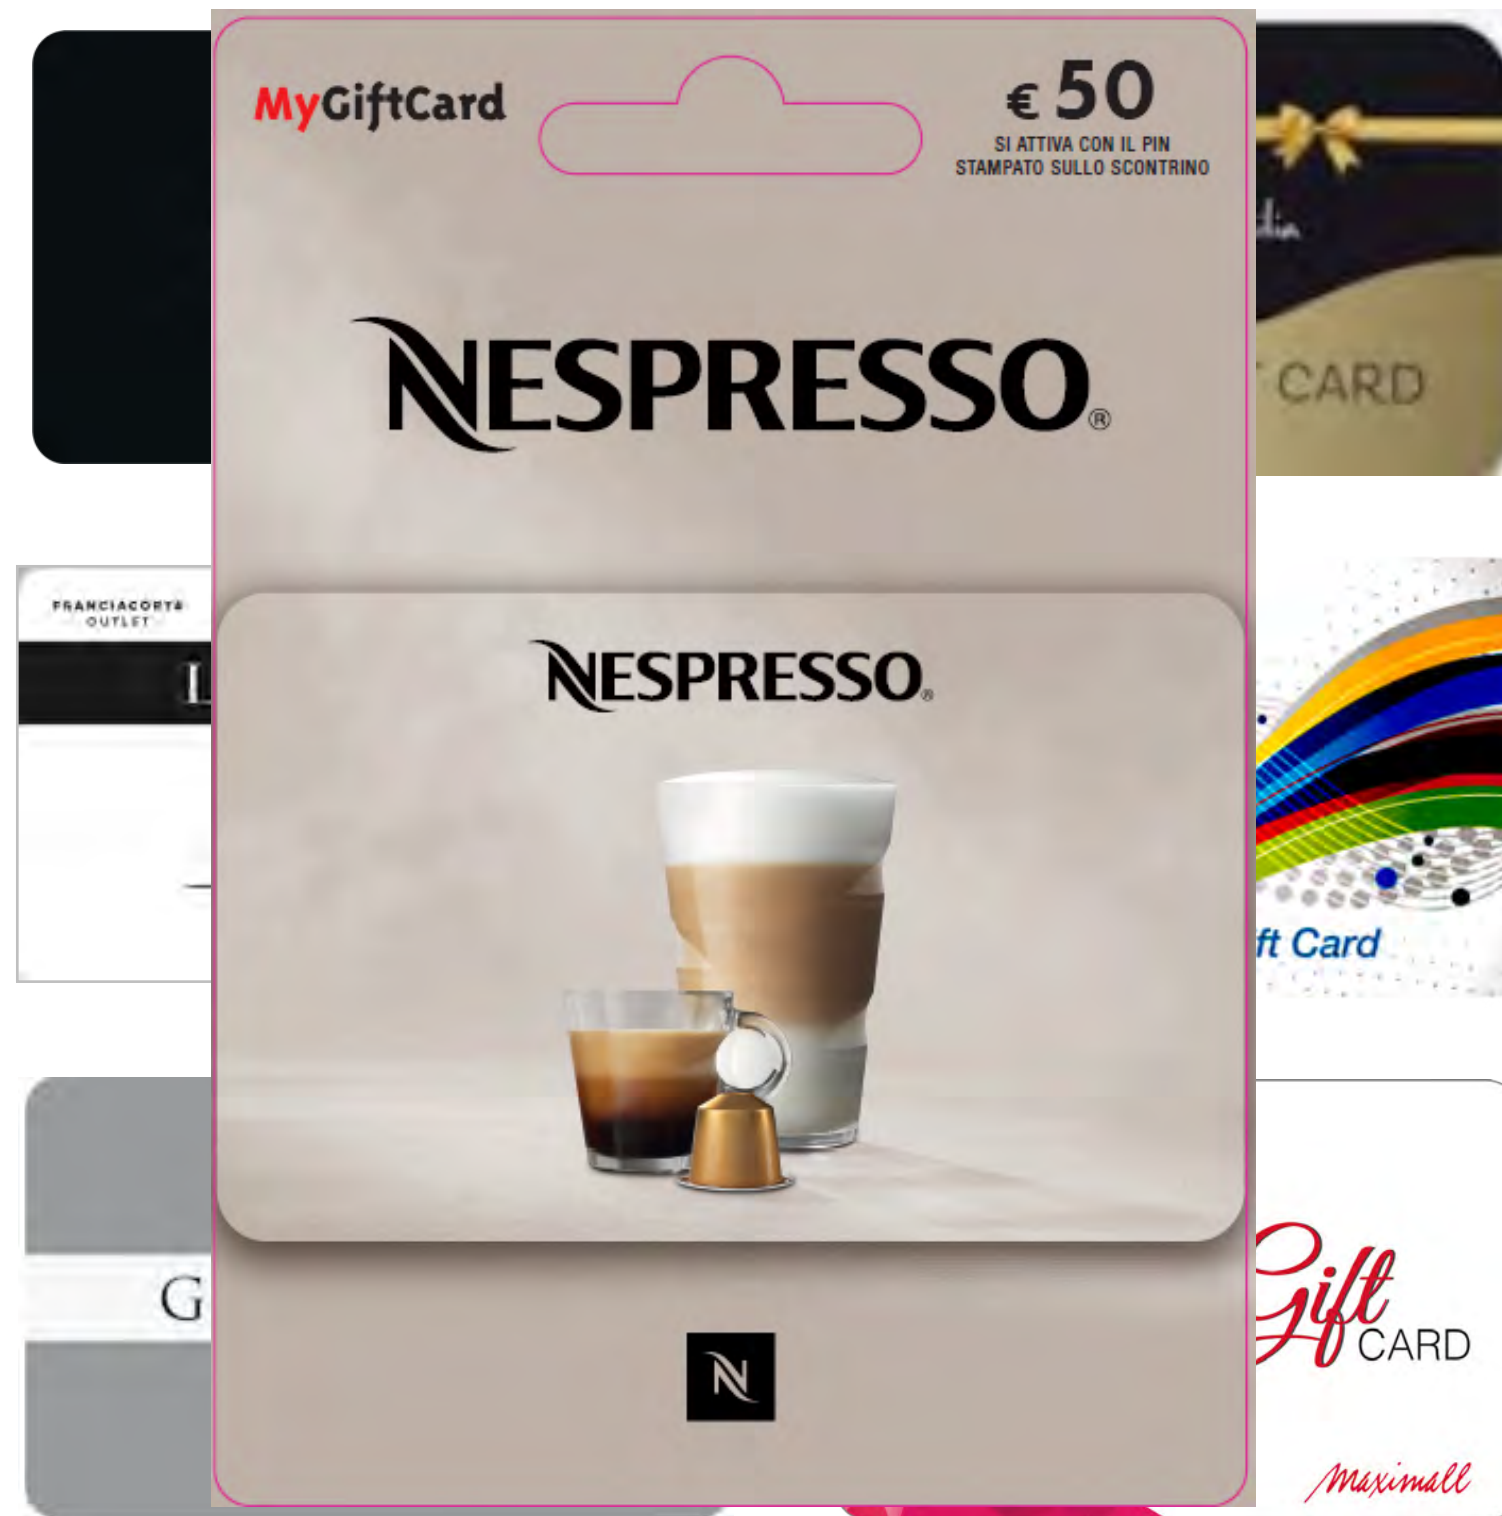 MyGiftCard
€ 50
SI ATTIVA CON IL PIN
STAMPATO SULLO SCONTRINO
NESPRESSO®
CARD
FRANCIACORTA
OUTLET
NESPRESSO®
ft Card
G
Gift
CARD
N
Maximall